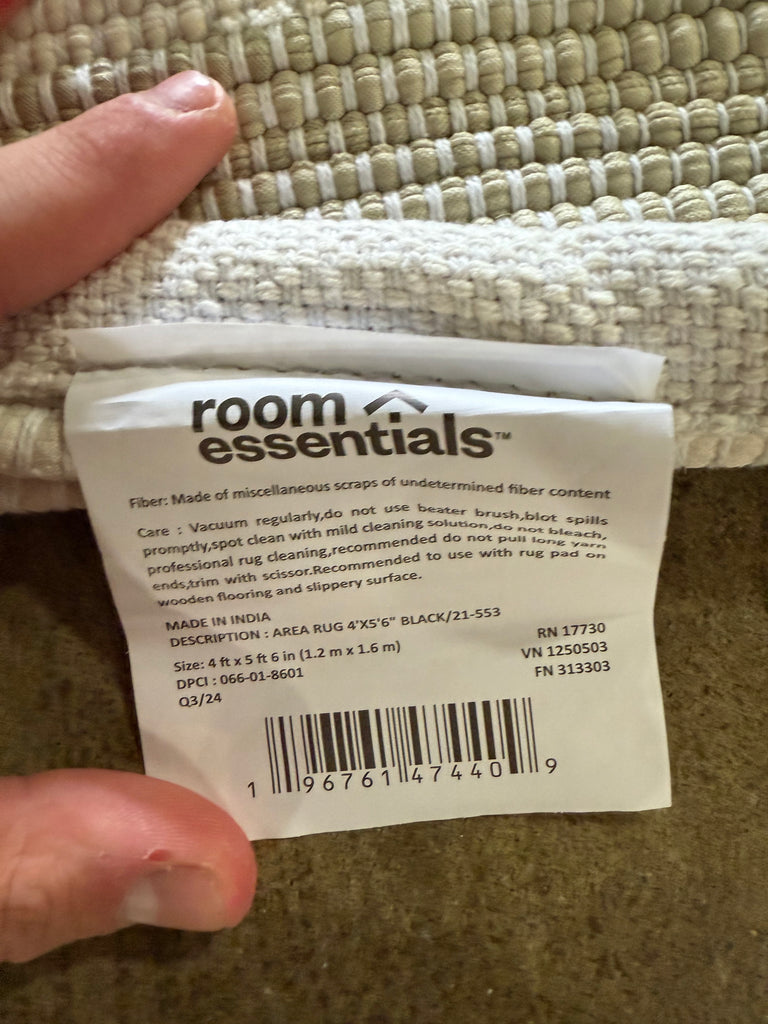 room
essentials™
Fiber: Made of miscellaneous scraps of undetermined fiber content
Care : Vacuum regularly,do not use beater brush,blot spills
promptly,spot clean with mild cleaning solution,do not bleach,
professional rug cleaning,recommended do not pull long yarn
ends,trim with scissor.Recommended to use with rug pad on
wooden flooring and slippery surface.
MADE IN INDIA
DESCRIPTION : AREA RUG 4'X5'6" BLACK/21-553
Size: 4 ft x 5 ft 6 in (1.2 m x 1.6 m)
DPCI : 066-01-8601
Q3/24
RN 17730
VN 1250503
FN 313303
1 96761 47440 9